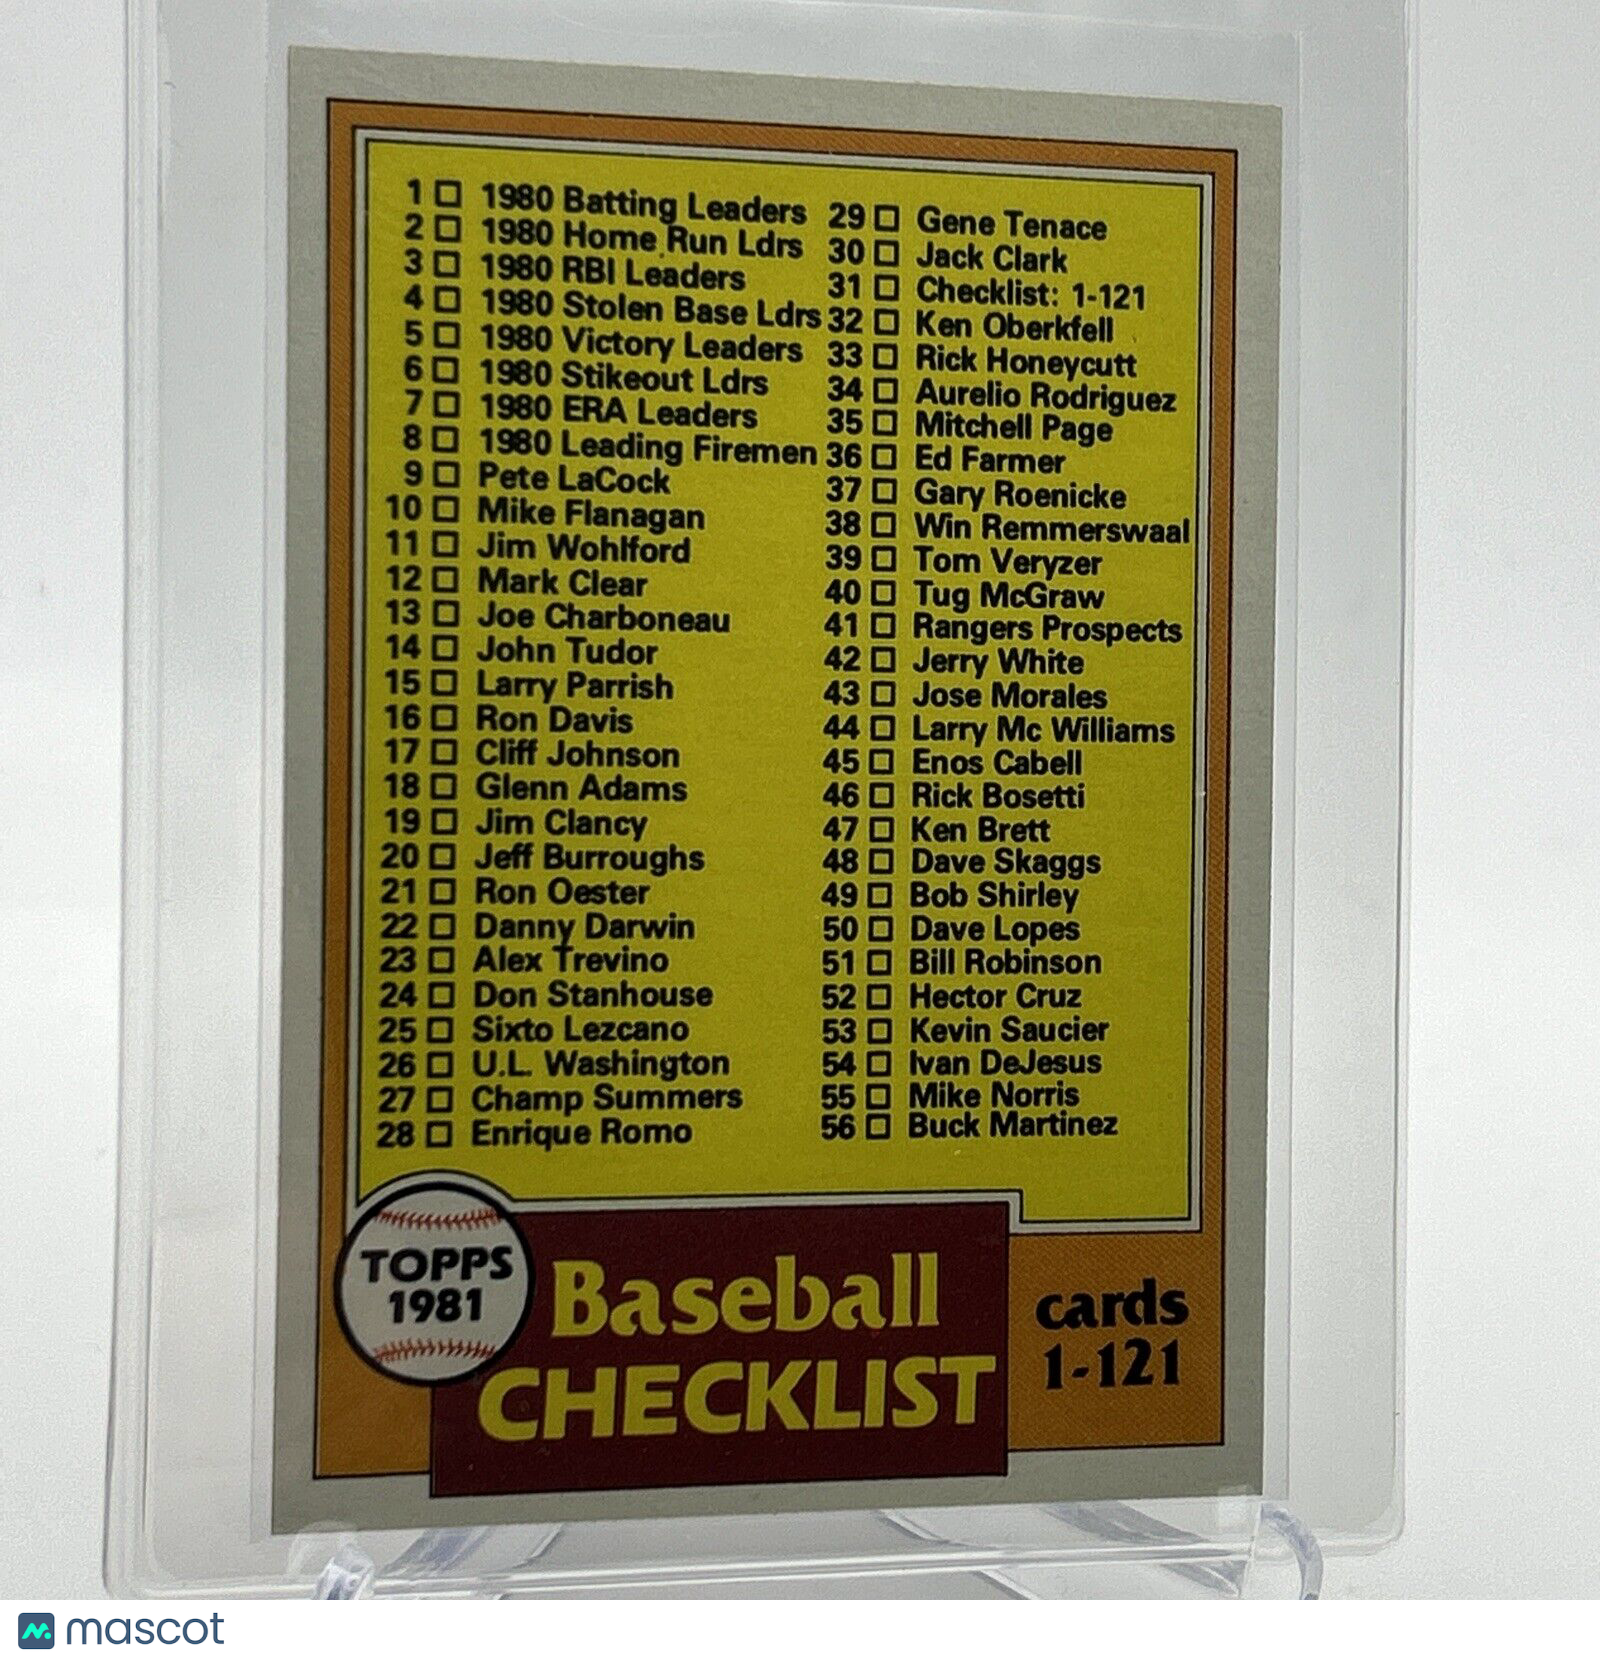 1 1980 Batting Leaders
2 1980 Home Run Ldrs
3 1980 RBI Leaders
4 1980 Stolen Base Ldrs
5 1980 Victory Leaders
6 1980 Stikeout Ldrs
7 1980 ERA Leaders
8 1980 Leading Firemen
9 Pete LaCock
10 Mike Flanagan
11 Jim Wohlford
12 Mark Clear
13 Joe Charboneau
14 John Tudor
15 Larry Parrish
16 Ron Davis
17 Cliff Johnson
18 Glenn Adams
19 Jim Clancy
20 Jeff Burroughs
21 Ron Oester
22 Danny Darwin
23 Alex Trevino
24 Don Stanhouse
25 Sixto Lezcano
26 U.L. Washington
27 Champ Summers
28 Enrique Romo
29 Gene Tenace
30 Jack Clark
31 Checklist: 1-121
32 Ken Oberkfell
33 Rick Honeycutt
34 Aurelio Rodriguez
35 Mitchell Page
36 Ed Farmer
37 Gary Roenicke
38 Win Remmerswaal
39 Tom Veryzer
40 Tug McGraw
41 Rangers Prospects
42 Jerry White
43 Jose Morales
44 Larry Mc Williams
45 Enos Cabell
46 Rick Bosetti
47 Ken Brett
48 Dave Skaggs
49 Bob Shirley
50 Dave Lopes
51 Bill Robinson
52 Hector Cruz
53 Kevin Saucier
54 Ivan DeJesus
55 Mike Norris
56 Buck Martinez
TOPPS
1981
Baseball
CHECKLIST
cards
1-121
mascot